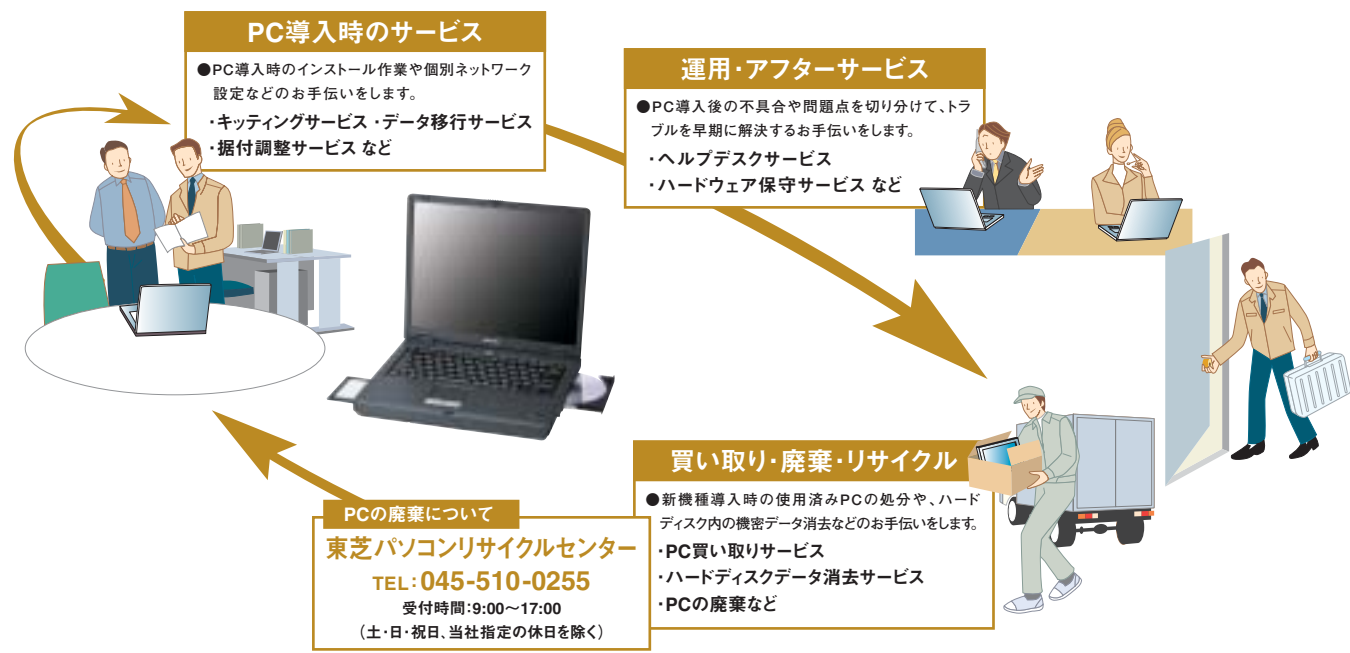 PC導入時のサービス
●PC導入時のインストール作業や個別ネットワーク
設定などのお手伝いをします。
・キッティングサービス ・データ移行サービス
・据付調整サービス など
運用・アフターサービス
●PC導入後の不具合や問題点を切り分けて、トラ
ブルを早期に解決するお手伝いをします。
・ヘルプデスクサービス
・ハードウェア保守サービス など
買い取り・廃棄・リサイクル
●新機種導入時の使用済みPCの処分や、ハード
ディスク内の機密データ消去などのお手伝いをします。
・PC買い取りサービス
・ハードディスクデータ消去サービス
・PCの廃棄など
PCの廃棄について
東芝パソコンリサイクルセンター
TEL：045-510-0255
受付時間：9:00～17:00
（土・日・祝日、当社指定の休日を除く）